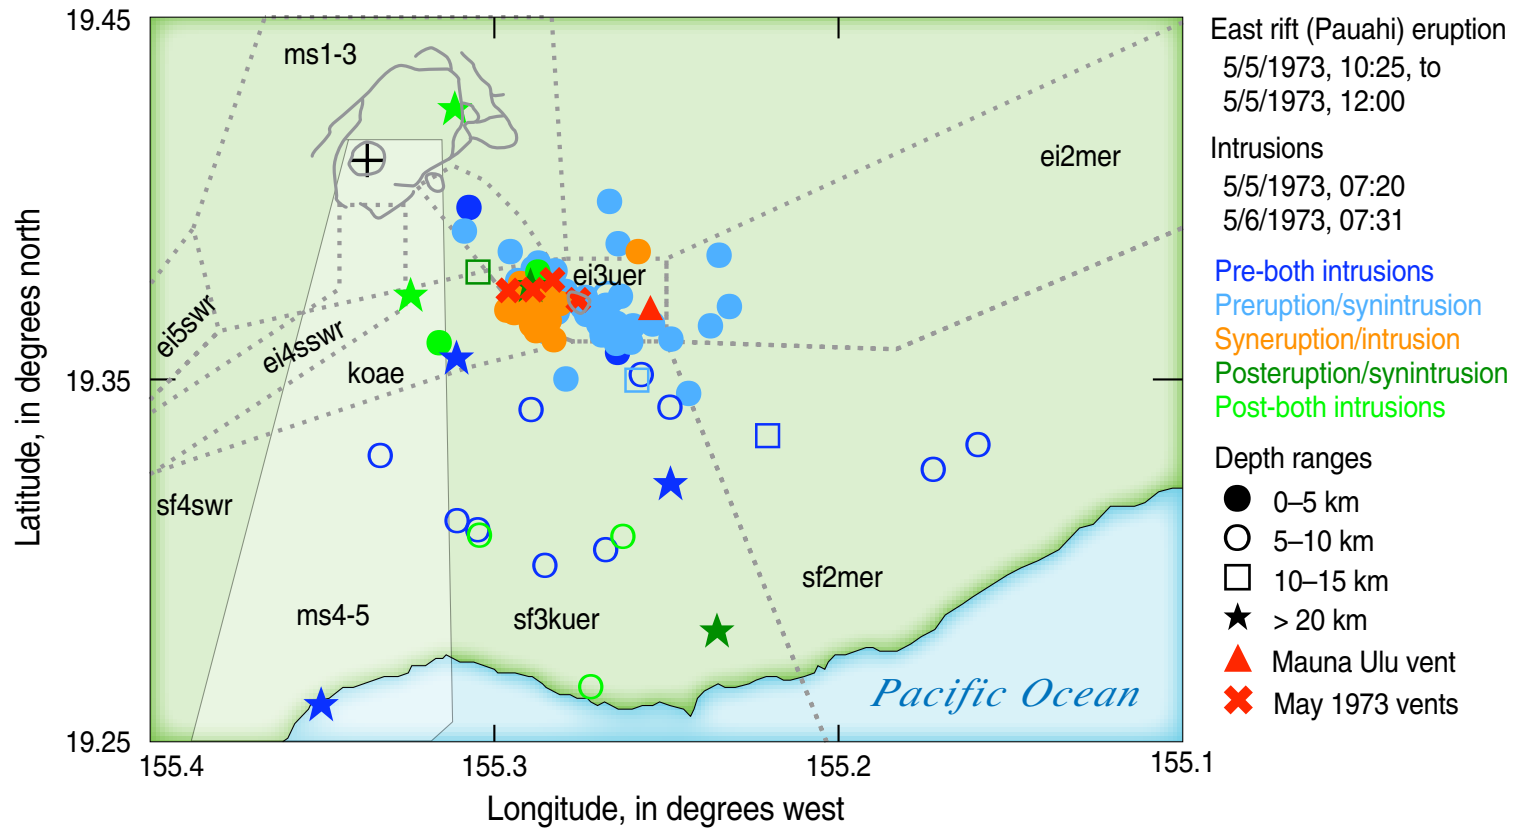 19.45
19.35
19.25
Latitude, in degrees north
155.4
155.3
155.2
155.1
Longitude, in degrees west
ms1-3
ei2mer
ei3uer
ei5swr
ei4sswr
koae
sf4swr
ms4-5
sf3kuer
sf2mer
Pacific Ocean
East rift (Pauahi) eruption
5/5/1973, 10:25, to
5/5/1973, 12:00
Intrusions
5/5/1973, 07:20
5/6/1973, 07:31
Pre-both intrusions
Preruption/synintrusion
Syneruption/intrusion
Posteruption/synintrusion
Post-both intrusions
Depth ranges
0–5 km
5–10 km
10–15 km
> 20 km
Mauna Ulu vent
May 1973 vents